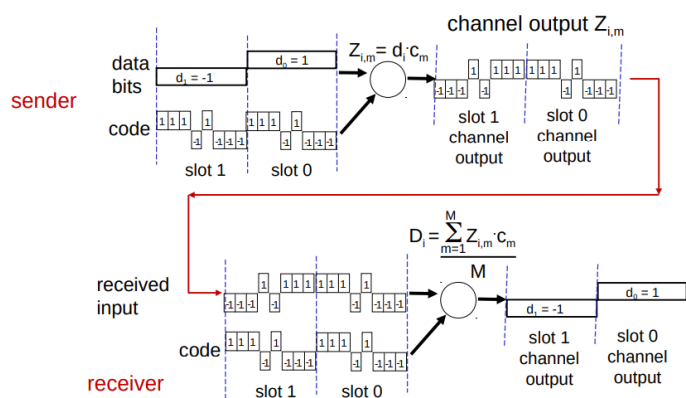 channel output Z_i,m
data bits
d_1 = -1
d_0 = 1
Z_i,m = d_i·c_m
sender
-1 -1 -1 1 -1 1 1 1 1 1 1 -1 1 -1 -1 -1
code
1 1 1 -1 1 -1 -1 -1 1 1 1 -1 1 -1 -1 -1
slot 1
slot 0
slot 1 channel output
slot 0 channel output
D_i = Σ_{m=1}^{M} Z_i,m·c_m
M
received input
-1 -1 -1 1 -1 1 1 1 1 1 1 -1 1 -1 -1 -1
d_1 = -1
d_0 = 1
code
1 1 1 -1 1 -1 -1 -1 1 1 1 -1 1 -1 -1 -1
slot 1 channel output
slot 0 channel output
receiver
slot 1
slot 0